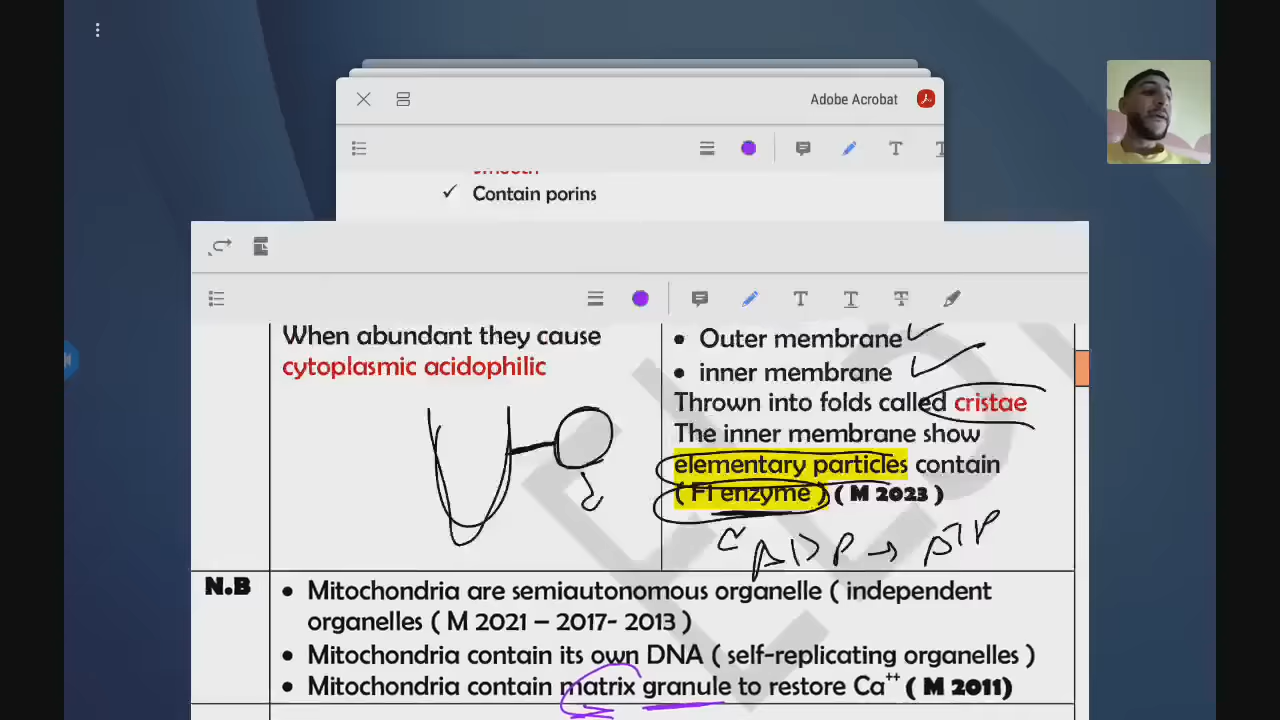 Adobe Acrobat
smooth
✓ Contain porins
When abundant they cause
cytoplasmic acidophilic
• Outer membrane
• inner membrane
Thrown into folds called cristae
The inner membrane show
elementary particles contain
( F1 enzyme ) ( M 2023 )
ADP → ATP
N.B
• Mitochondria are semiautonomous organelle ( independent
organelles ( M 2021 – 2017- 2013 )
• Mitochondria contain its own DNA ( self-replicating organelles )
• Mitochondria contain matrix granule to restore Ca++ ( M 2011)